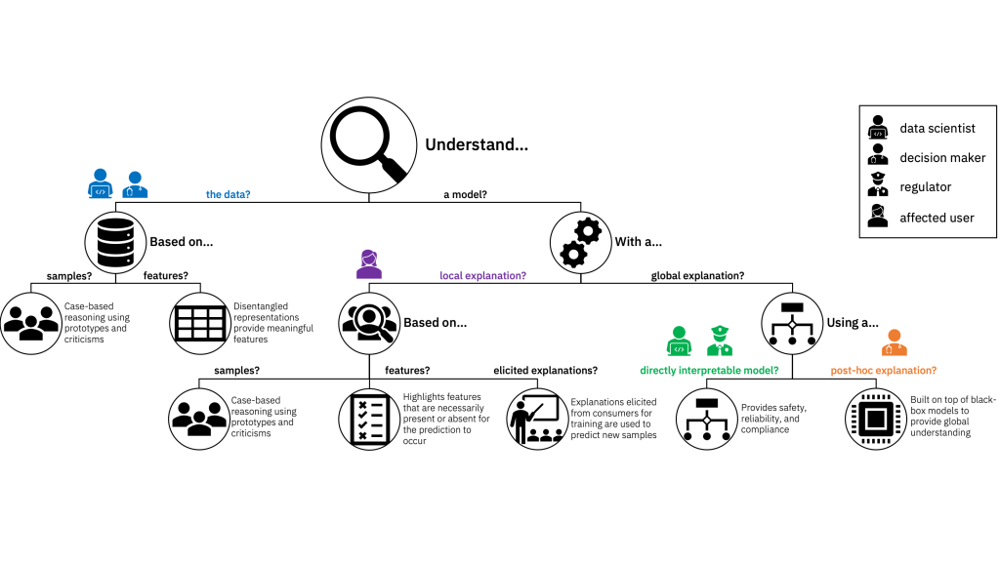 Understand...
data scientist
decision maker
regulator
affected user
the data?
a model?
Based on...
With a...
samples?
features?
local explanation?
global explanation?
Case-based
reasoning using
prototypes and
criticisms
Disentangled
representations
provide meaningful
features
Based on...
Using a...
samples?
features?
elicited explanations?
directly interpretable model?
post-hoc explanation?
Case-based
reasoning using
prototypes and
criticisms
Highlights features
that are necessarily
present or absent for
the prediction to
occur
Explanations elicited
from consumers for
training are used to
predict new samples
Provides safety,
reliability, and
compliance
Built on top of black-
box models to
provide global
understanding